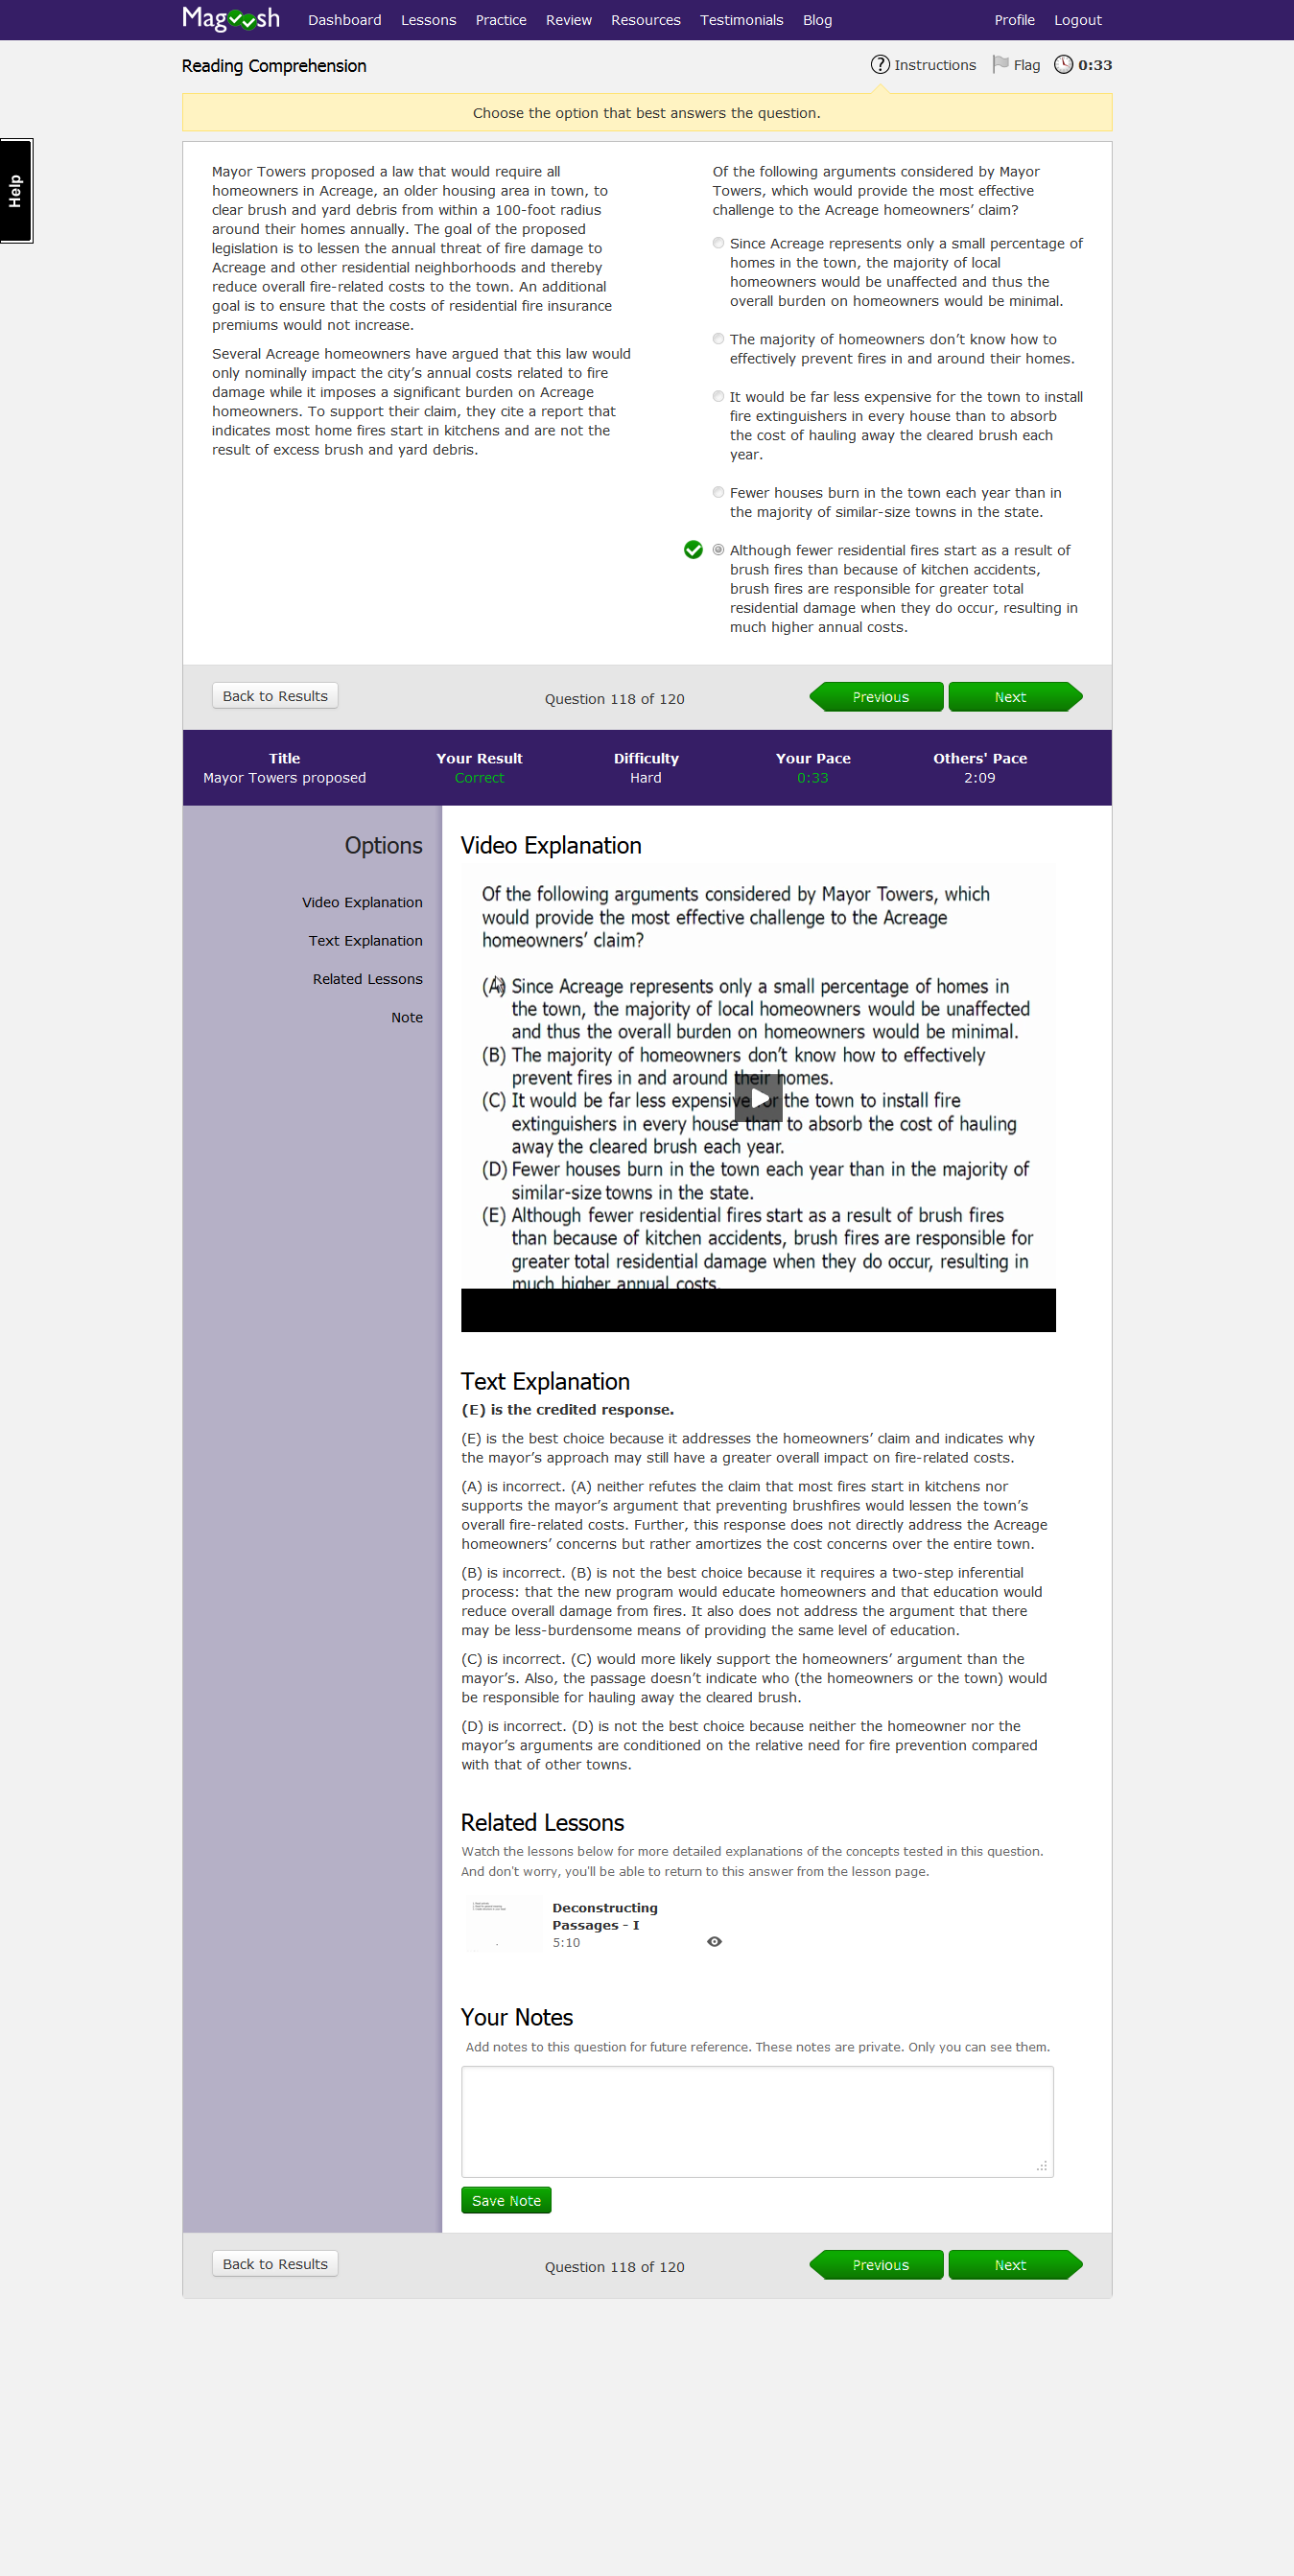 Magoosh Dashboard Lessons Practice Review Resources Testimonials Blog Profile Logout
Reading Comprehension
? Instructions Flag 0:33
Choose the option that best answers the question.
Help
Mayor Towers proposed a law that would require all
homeowners in Acreage, an older housing area in town, to
clear brush and yard debris from within a 100-foot radius
around their homes annually. The goal of the proposed
legislation is to lessen the annual threat of fire damage to
Acreage and other residential neighborhoods and thereby
reduce overall fire-related costs to the town. An additional
goal is to ensure that the costs of residential fire insurance
premiums would not increase.
Several Acreage homeowners have argued that this law would
only nominally impact the city’s annual costs related to fire
damage while it imposes a significant burden on Acreage
homeowners. To support their claim, they cite a report that
indicates most home fires start in kitchens and are not the
result of excess brush and yard debris.
Of the following arguments considered by Mayor
Towers, which would provide the most effective
challenge to the Acreage homeowners’ claim?
Since Acreage represents only a small percentage of
homes in the town, the majority of local
homeowners would be unaffected and thus the
overall burden on homeowners would be minimal.
The majority of homeowners don’t know how to
effectively prevent fires in and around their homes.
It would be far less expensive for the town to install
fire extinguishers in every house than to absorb
the cost of hauling away the cleared brush each
year.
Fewer houses burn in the town each year than in
the majority of similar-size towns in the state.
Although fewer residential fires start as a result of
brush fires than because of kitchen accidents,
brush fires are responsible for greater total
residential damage when they do occur, resulting in
much higher annual costs.
Back to Results Question 118 of 120 Previous Next
Title Your Result Difficulty Your Pace Others' Pace
Mayor Towers proposed Correct Hard 0:33 2:09
Options
Video Explanation
Text Explanation
Related Lessons
Note
Video Explanation
Of the following arguments considered by Mayor Towers, which
would provide the most effective challenge to the Acreage
homeowners’ claim?
(A) Since Acreage represents only a small percentage of homes in
the town, the majority of local homeowners would be unaffected
and thus the overall burden on homeowners would be minimal.
(B) The majority of homeowners don’t know how to effectively
prevent fires in and around their homes.
(C) It would be far less expensive for the town to install fire
extinguishers in every house than to absorb the cost of hauling
away the cleared brush each year.
(D) Fewer houses burn in the town each year than in the majority of
similar-size towns in the state.
(E) Although fewer residential fires start as a result of brush fires
than because of kitchen accidents, brush fires are responsible for
greater total residential damage when they do occur, resulting in
much higher annual costs.
Text Explanation
(E) is the credited response.
(E) is the best choice because it addresses the homeowners’ claim and indicates why
the mayor’s approach may still have a greater overall impact on fire-related costs.
(A) is incorrect. (A) neither refutes the claim that most fires start in kitchens nor
supports the mayor’s argument that preventing brushfires would lessen the town’s
overall fire-related costs. Further, this response does not directly address the Acreage
homeowners’ concerns but rather amortizes the cost concerns over the entire town.
(B) is incorrect. (B) is not the best choice because it requires a two-step inferential
process: that the new program would educate homeowners and that education would
reduce overall damage from fires. It also does not address the argument that there
may be less-burdensome means of providing the same level of education.
(C) is incorrect. (C) would more likely support the homeowners’ argument than the
mayor’s. Also, the passage doesn’t indicate who (the homeowners or the town) would
be responsible for hauling away the cleared brush.
(D) is incorrect. (D) is not the best choice because neither the homeowner nor the
mayor’s arguments are conditioned on the relative need for fire prevention compared
with that of other towns.
Related Lessons
Watch the lessons below for more detailed explanations of the concepts tested in this question.
And don't worry, you'll be able to return to this answer from the lesson page.
Deconstructing
Passages - I
5:10
Your Notes
Add notes to this question for future reference. These notes are private. Only you can see them.
Save Note
Back to Results Question 118 of 120 Previous Next